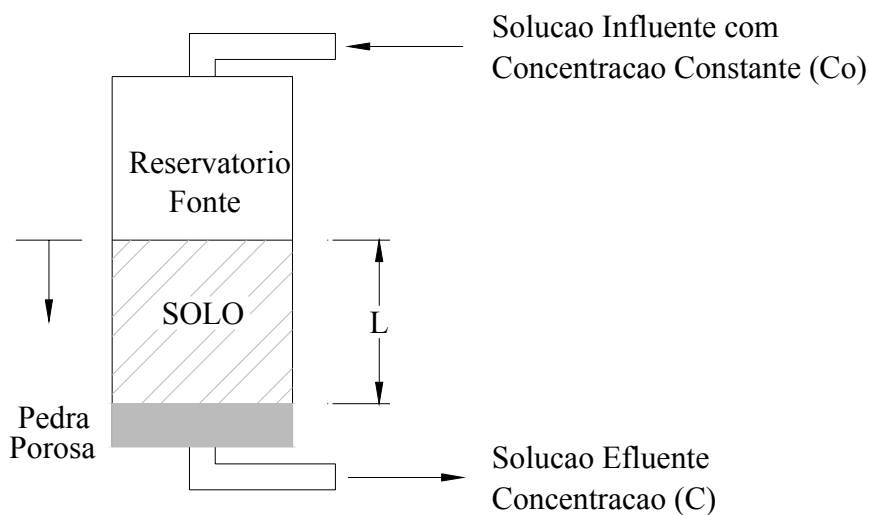 Solucao Influente com
Concentracao Constante (Co)
Reservatorio
Fonte
SOLO
L
Pedra
Porosa
Solucao Efluente
Concentracao (C)